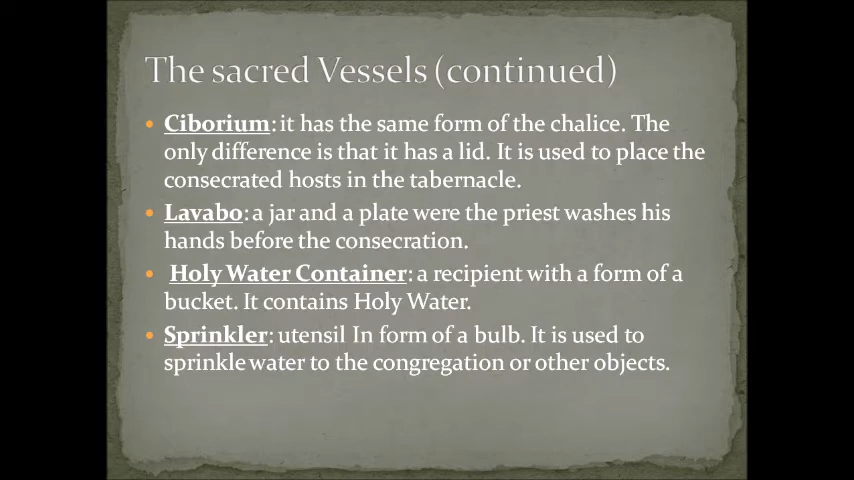 The sacred Vessels (continued)
• Ciborium: it has the same form of the chalice. The
only difference is that it has a lid. It is used to place the
consecrated hosts in the tabernacle.
• Lavabo: a jar and a plate were the priest washes his
hands before the consecration.
• Holy Water Container: a recipient with a form of a
bucket. It contains Holy Water.
• Sprinkler: utensil In form of a bulb. It is used to
sprinkle water to the congregation or other objects.